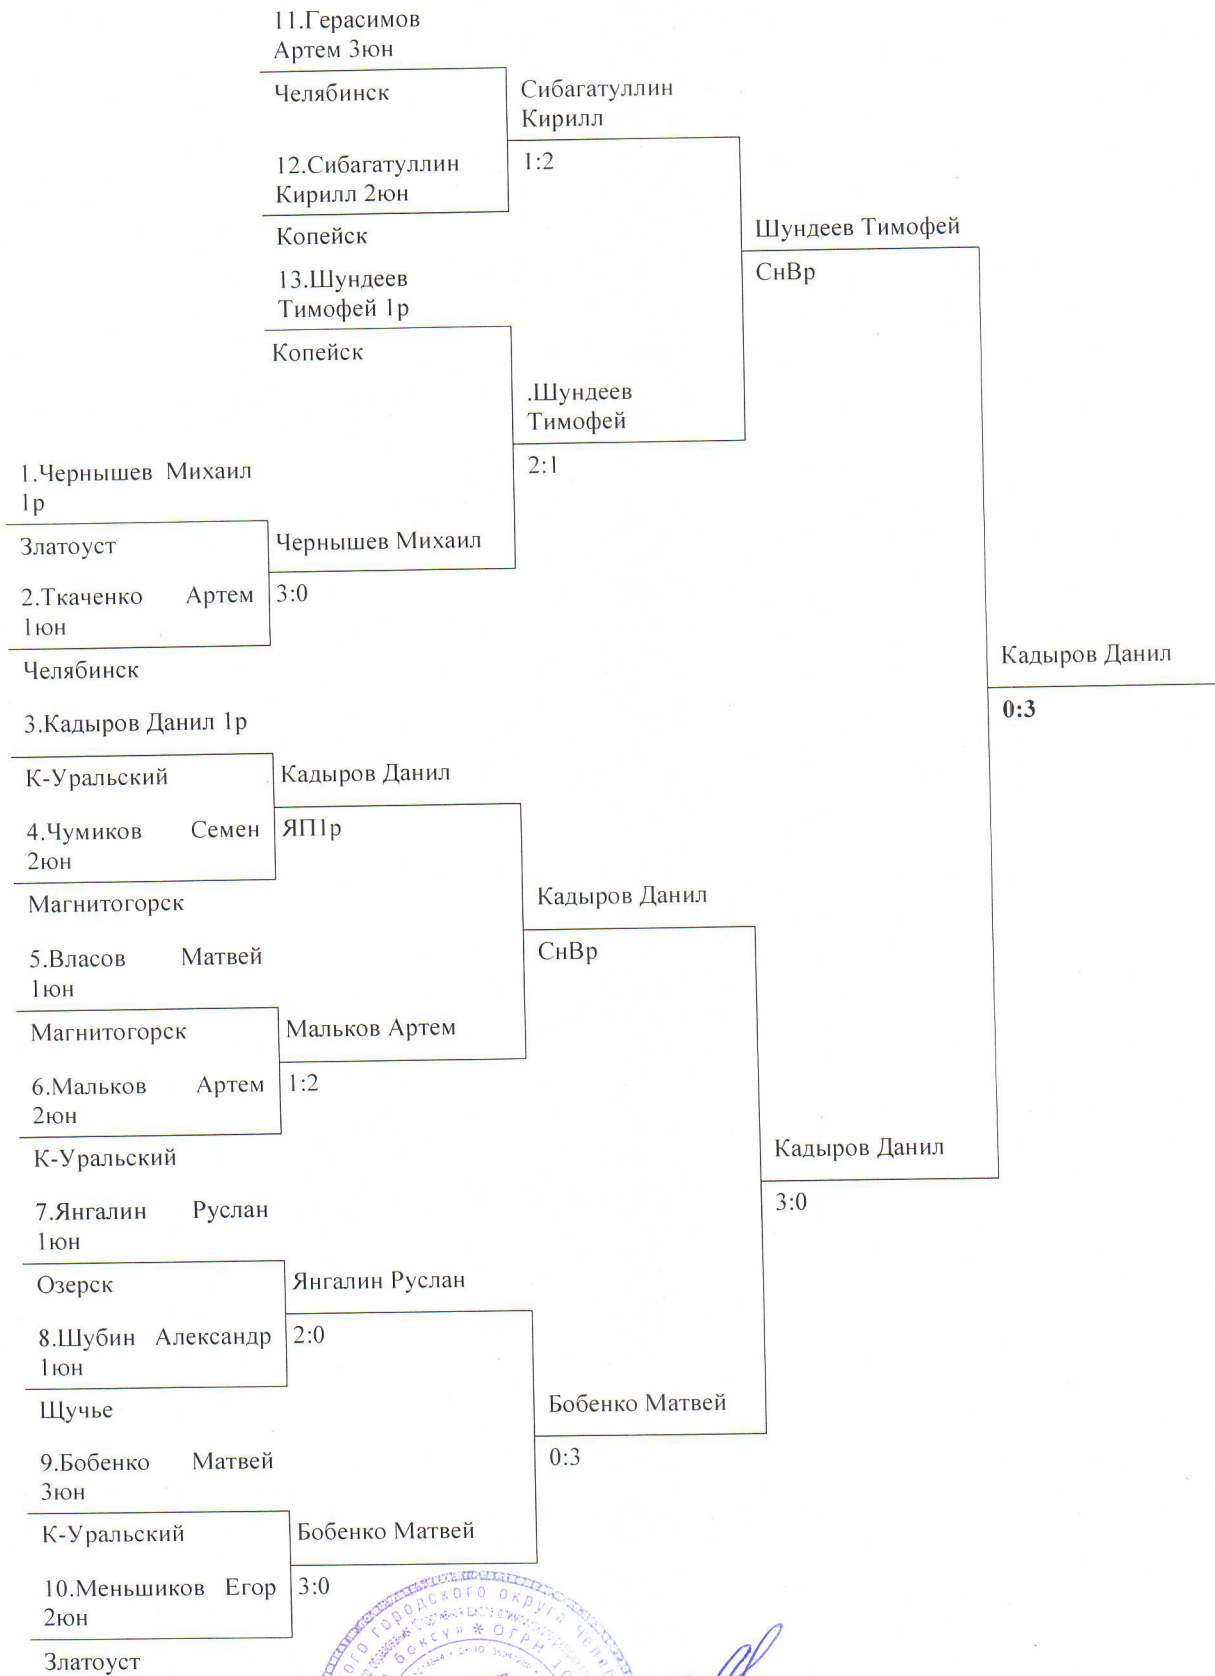 11.Герасимов
Артем 3юн
Челябинск
Сибагатуллин
Кирилл
12.Сибагатуллин
Кирилл 2юн
1:2
Копейск
Шундеев Тимофей
13.Шундеев
Тимофей 1р
СнВр
Копейск
.Шундеев
Тимофей
1.Чернышев Михаил
1р
2:1
Златоуст
Чернышев Михаил
2.Ткаченко Артем
1юн
3:0
Челябинск
Кадыров Данил
3.Кадыров Данил 1р
0:3
К-Уральский
Кадыров Данил
4.Чумиков Семен
2юн
ЯП1р
Магнитогорск
Кадыров Данил
5.Власов Матвей
1юн
СнВр
Магнитогорск
Мальков Артем
6.Мальков Артем
2юн
1:2
К-Уральский
Кадыров Данил
7.Янгалин Руслан
1юн
3:0
Озерск
Янгалин Руслан
8.Шубин Александр
1юн
2:0
Щучье
Бобенко Матвей
9.Бобенко Матвей
3юн
0:3
К-Уральский
Бобенко Матвей
10.Меньшиков Егор
2юн
3:0
Златоуст
городского округа
боксу» * ОГРН